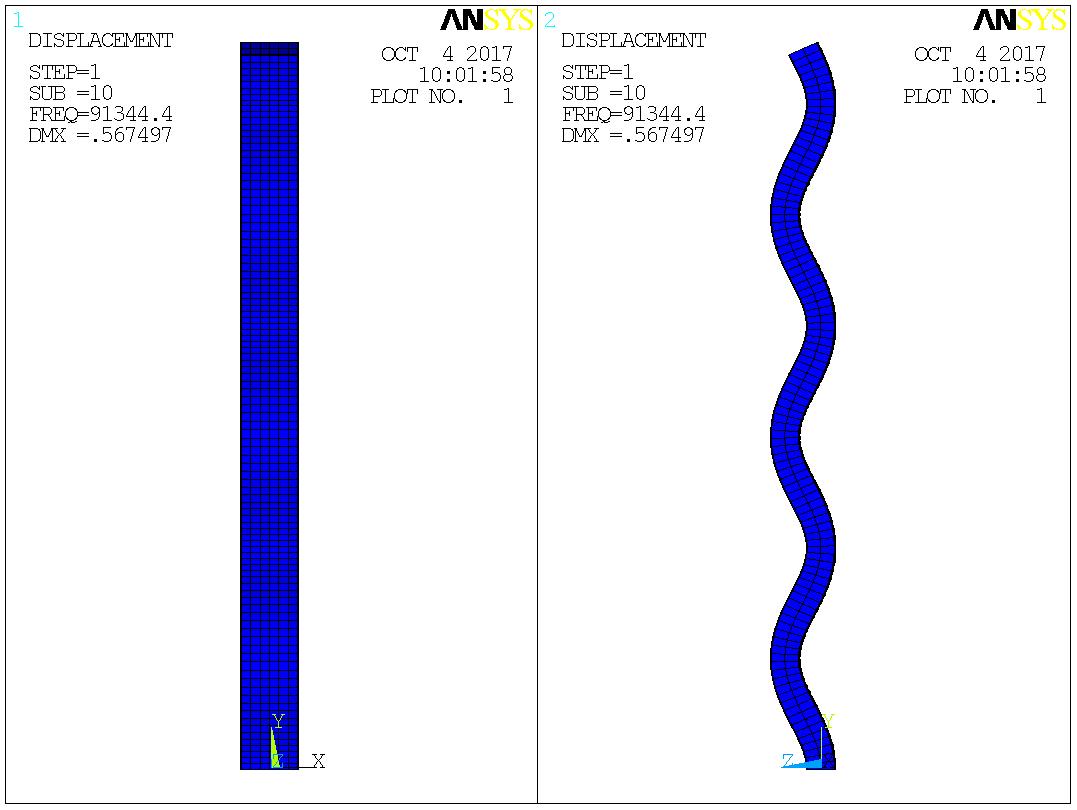 1
ANSYS
DISPLACEMENT
STEP=1
SUB =10
FREQ=91344.4
DMX =.567497
OCT 4 2017
10:01:58
PLOT NO. 1
Y
Z
X
2
ANSYS
DISPLACEMENT
STEP=1
SUB =10
FREQ=91344.4
DMX =.567497
OCT 4 2017
10:01:58
PLOT NO. 1
Y
Z